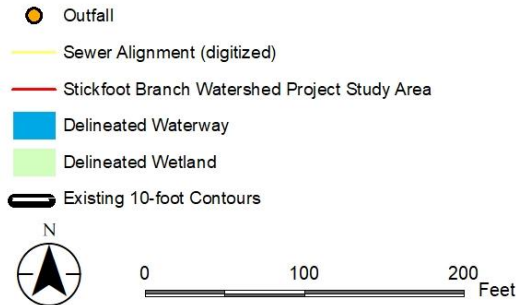 Outfall
Sewer Alignment (digitized)
Stickfoot Branch Watershed Project Study Area
Delineated Waterway
Delineated Wetland
Existing 10-foot Contours
N
0 100 200
Feet